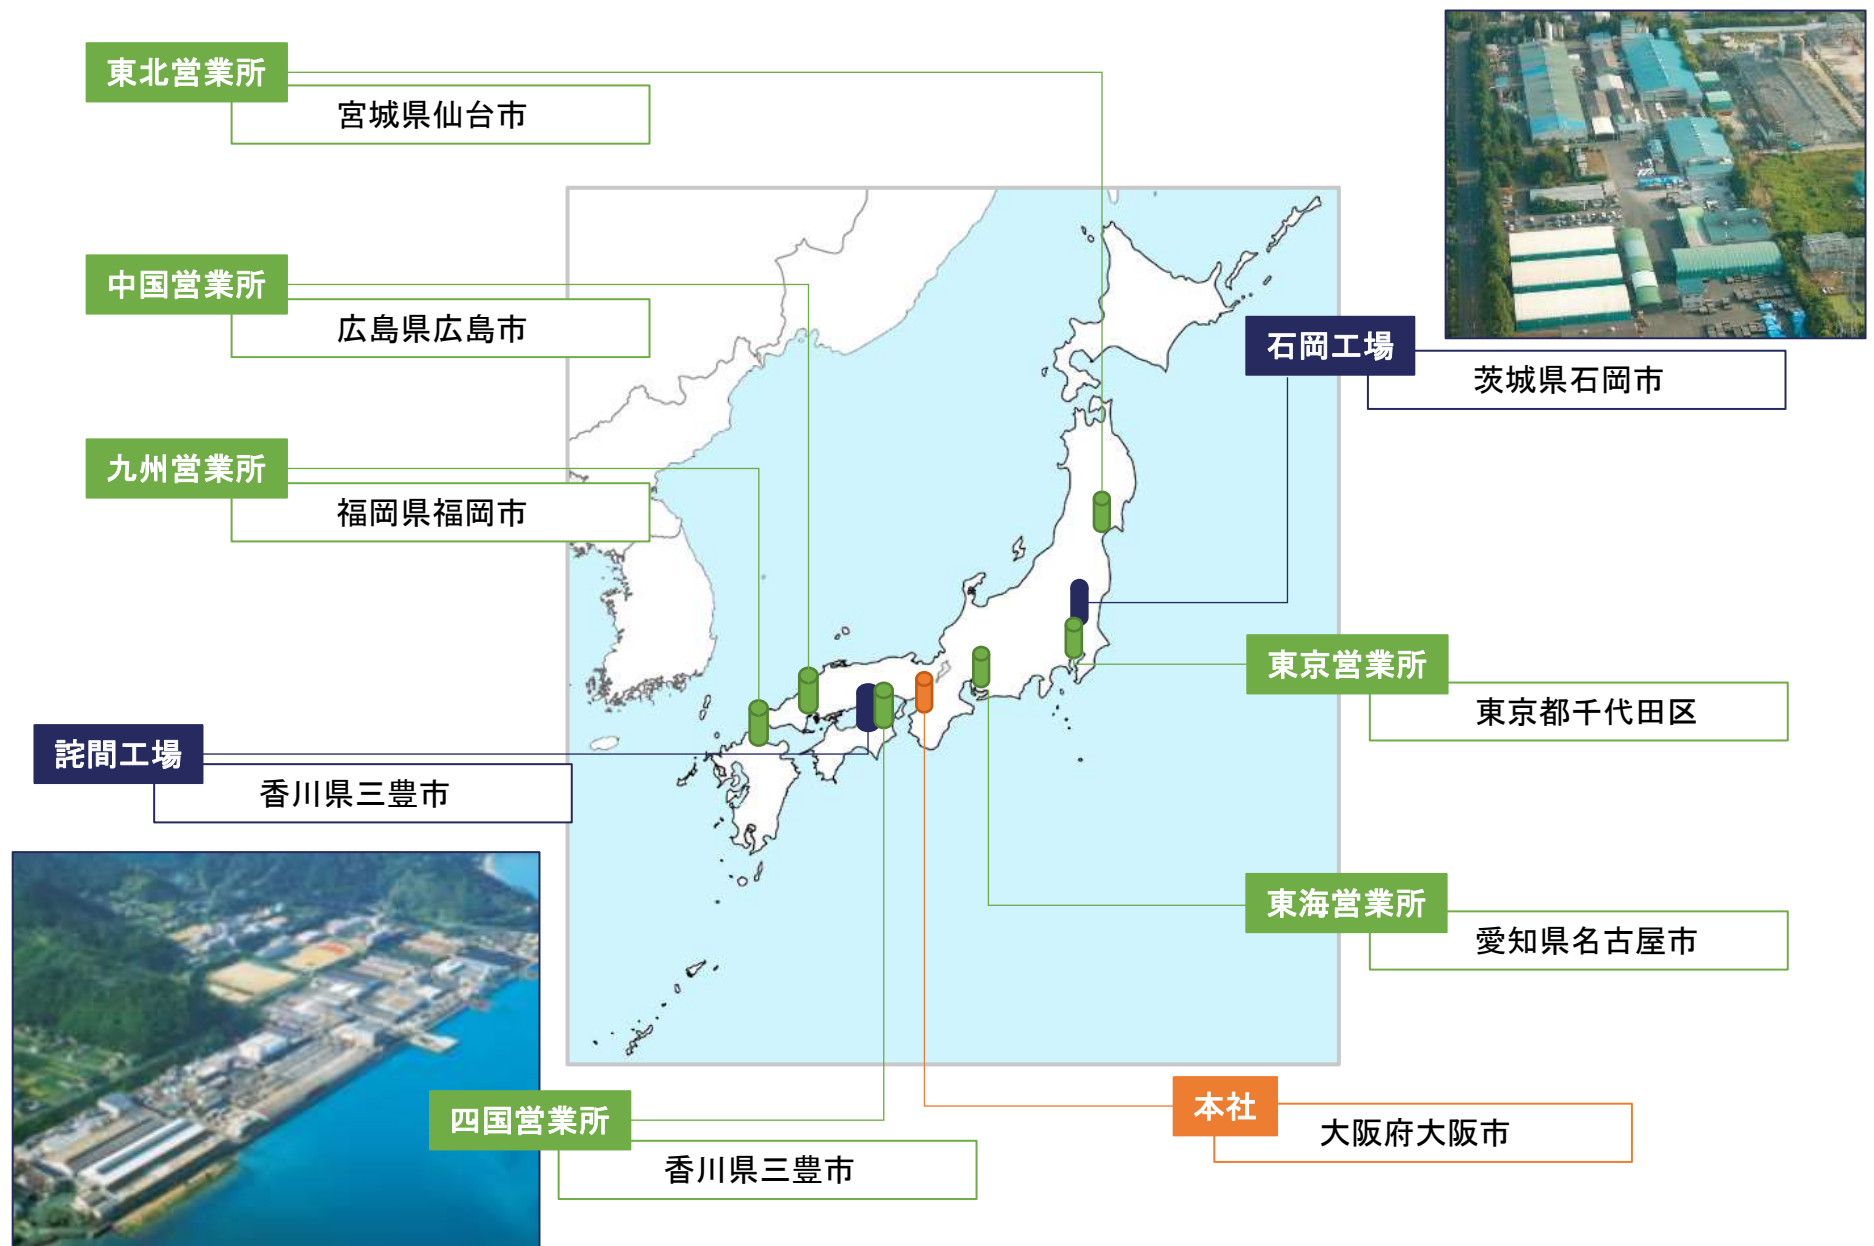 東北営業所
宮城県仙台市
中国営業所
広島県広島市
石岡工場
茨城県石岡市
九州営業所
福岡県福岡市
東京営業所
東京都千代田区
詫間工場
香川県三豊市
東海営業所
愛知県名古屋市
四国営業所
香川県三豊市
本社
大阪府大阪市